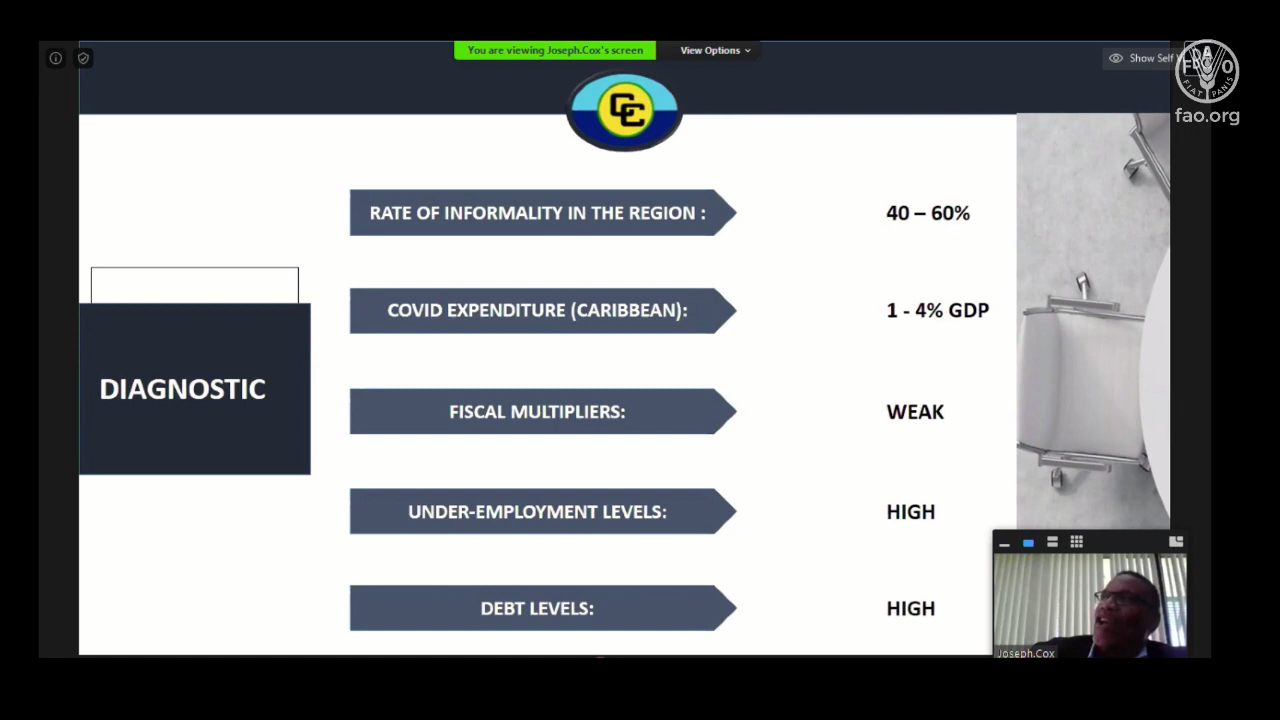 You are viewing Joseph.Cox's screen
View Options
Show Self
FIAT PANIS
fao.org
RATE OF INFORMALITY IN THE REGION :
40 – 60%
COVID EXPENDITURE (CARIBBEAN):
1 - 4% GDP
DIAGNOSTIC
FISCAL MULTIPLIERS:
WEAK
UNDER-EMPLOYMENT LEVELS:
HIGH
DEBT LEVELS:
HIGH
Joseph.Cox